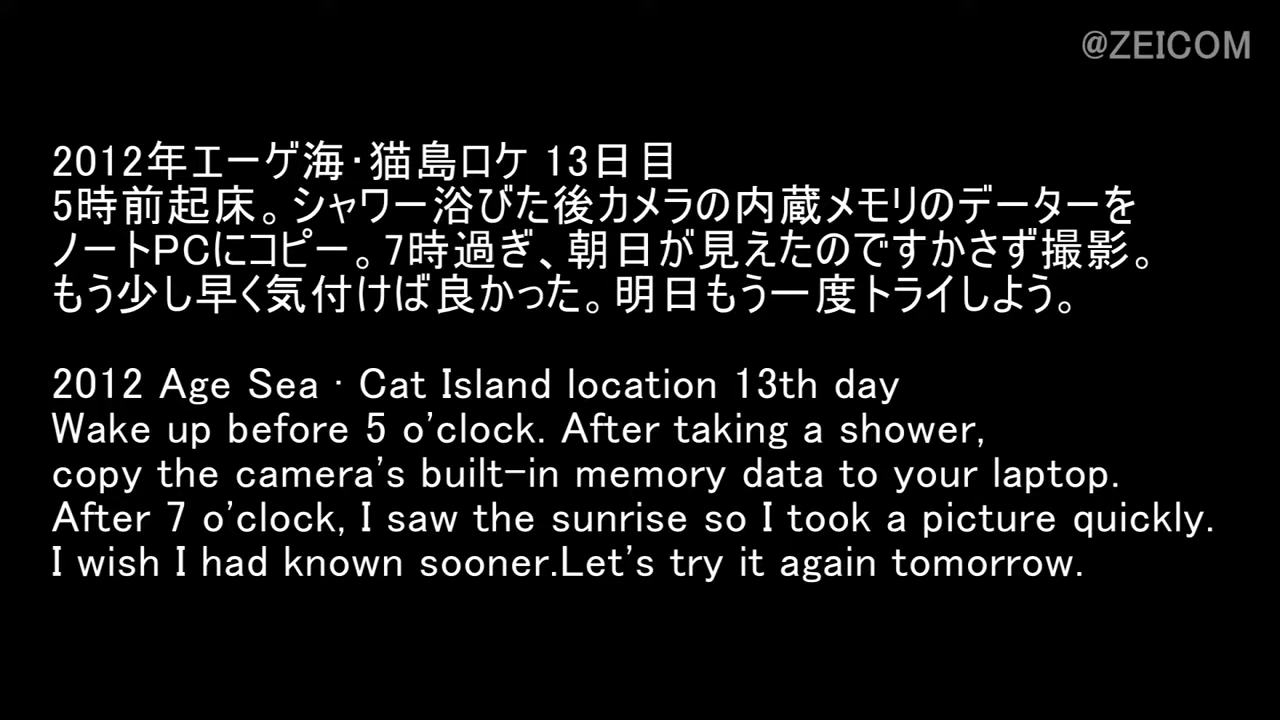 @ZEICOM
2012年エーゲ海・猫島ロケ 13日目
5時前起床。シャワー浴びた後カメラの内蔵メモリのデーターを
ノートPCにコピー。7時過ぎ、朝日が見えたのですかさず撮影。
もう少し早く気付けば良かった。明日もう一度トライしよう。
2012 Age Sea・Cat Island location 13th day
Wake up before 5 o’clock. After taking a shower,
copy the camera’s built-in memory data to your laptop.
After 7 o’clock, I saw the sunrise so I took a picture quickly.
I wish I had known sooner.Let’s try it again tomorrow.